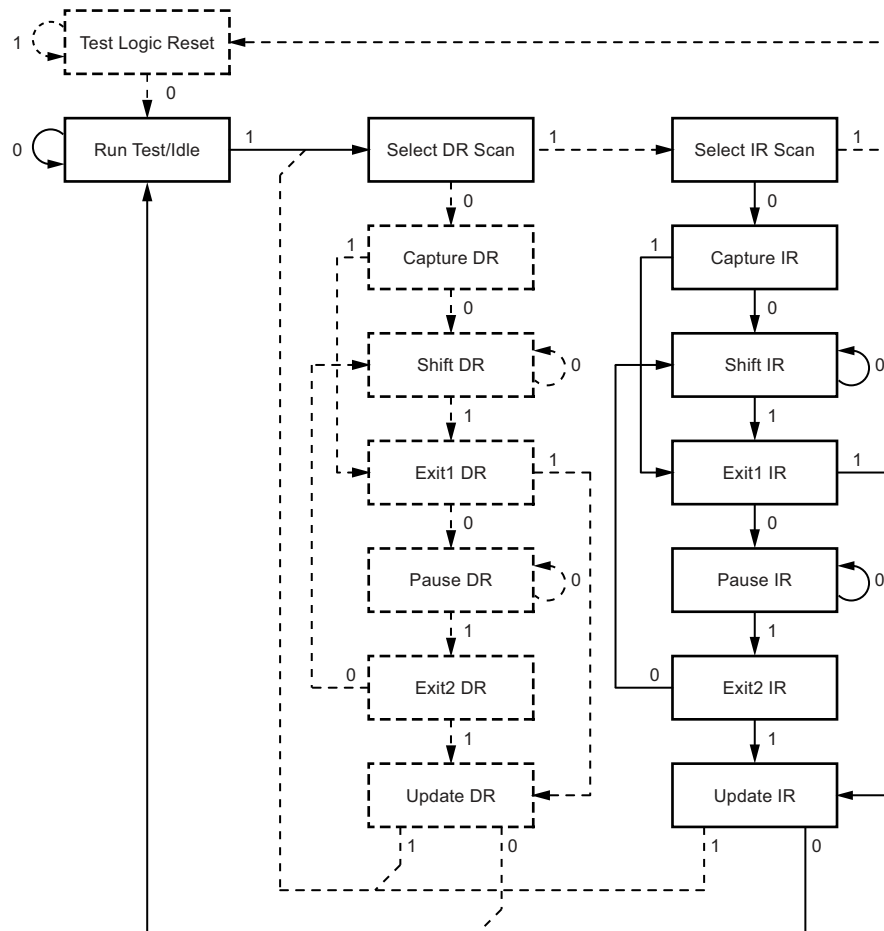 Test Logic Reset
1
0
Run Test/Idle
0
1
Select DR Scan
1
Select IR Scan
1
0
0
1
Capture DR
1
Capture IR
0
0
Shift DR
0
Shift IR
0
1
1
Exit1 DR
1
Exit1 IR
1
0
0
Pause DR
0
Pause IR
0
1
1
0
Exit2 DR
0
Exit2 IR
1
1
Update DR
Update IR
1
0
1
0